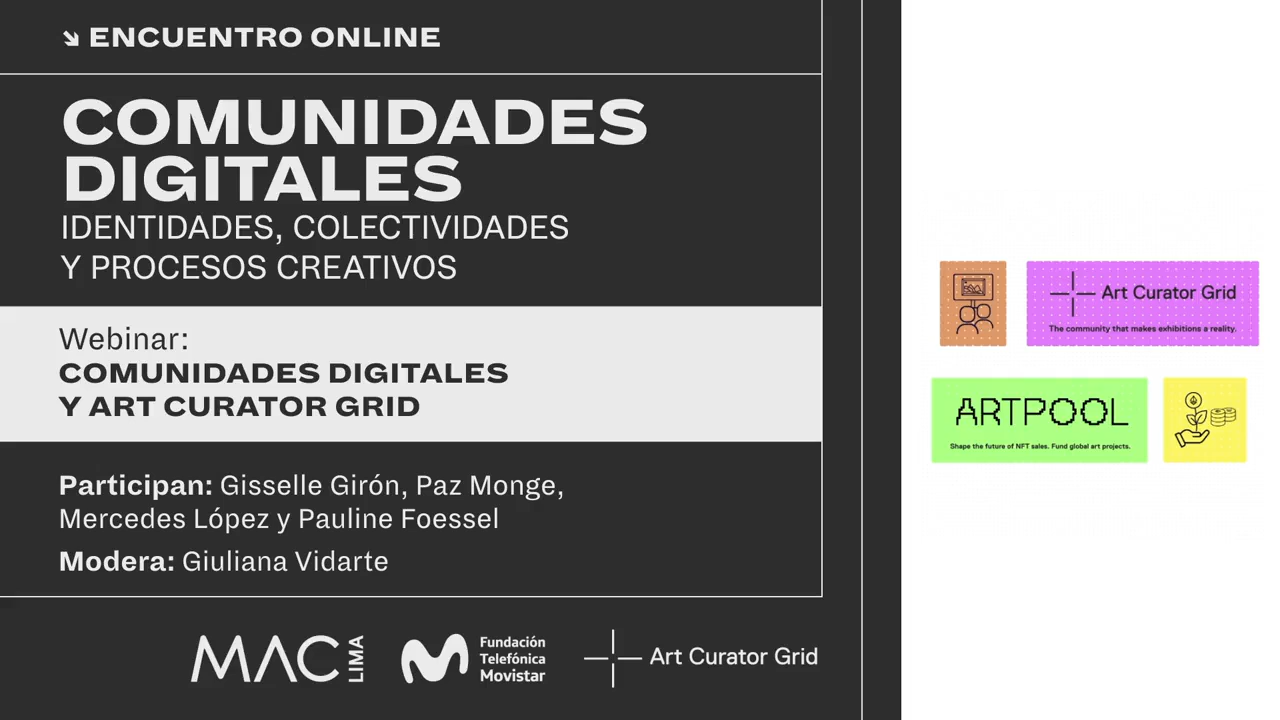 ENCUENTRO ONLINE
COMUNIDADES
DIGITALES
IDENTIDADES, COLECTIVIDADES
Y PROCESOS CREATIVOS
Webinar:
COMUNIDADES DIGITALES
Y ART CURATOR GRID
Participan: Gisselle Girón, Paz Monge,
Mercedes López y Pauline Foessel
Modera: Giuliana Vidarte
MAC LIMA
Fundación
Telefónica
Movistar
Art Curator Grid
Art Curator Grid
The community that makes exhibitions a reality.
ARTPOOL
Shape the future of NFT sales. Fund global art projects.